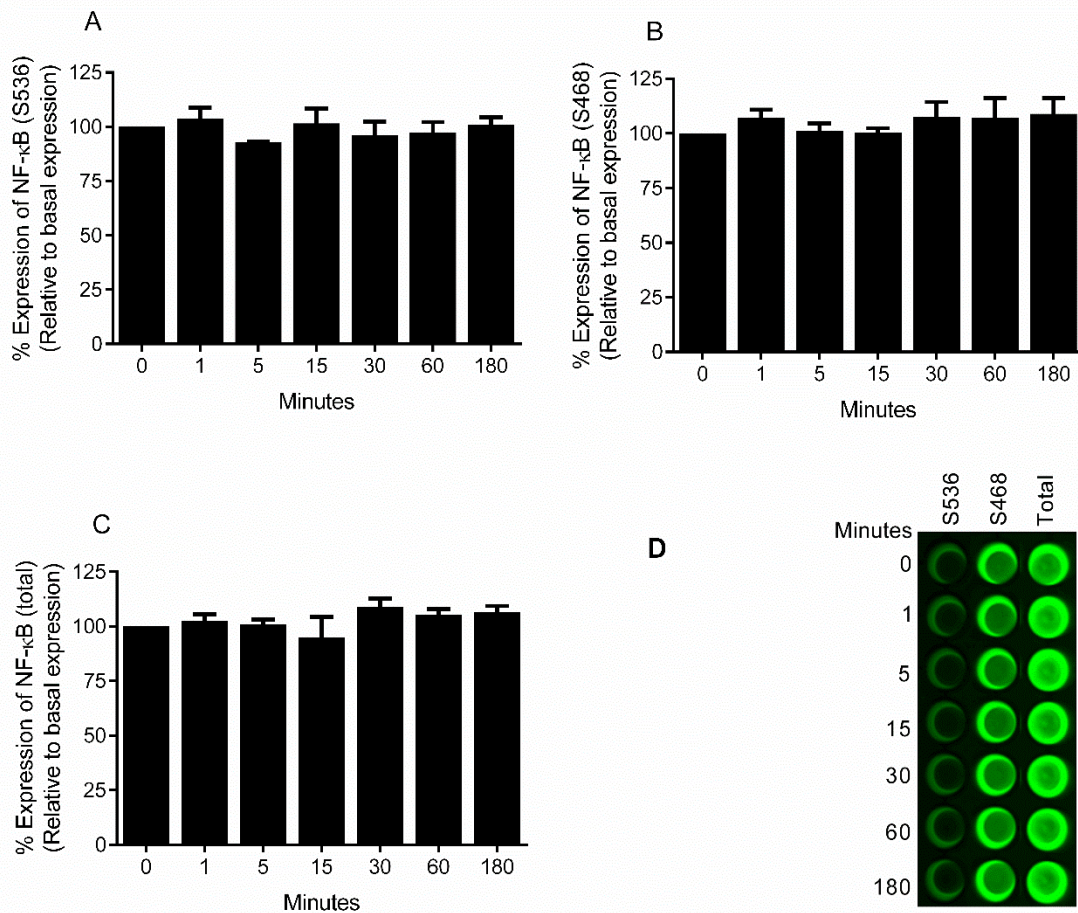 A
% Expression of NF-κB (S536)
(Relative to basal expression)
125
100
75
50
25
0
0 1 5 15 30 60 180
Minutes
B
% Expression of NF-κB (S468)
(Relative to basal expression)
125
100
75
50
25
0
0 1 5 15 30 60 180
Minutes
C
% Expression of NF-κB (total)
(Relative to basal expression)
125
100
75
50
25
0
0 1 5 15 30 60 180
Minutes
D
S536 S468 Total
Minutes
0
1
5
15
30
60
180